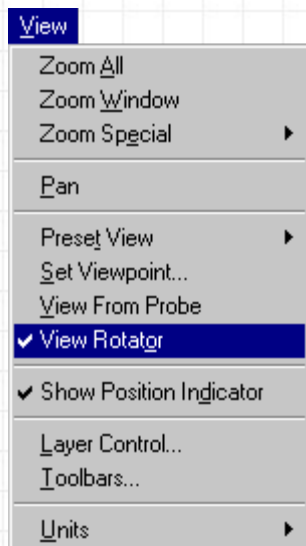 View
Zoom All
Zoom Window
Zoom Special
Pan
Preset View
Set Viewpoint...
View From Probe
View Rotator
Show Position Indicator
Layer Control...
Toolbars...
Units